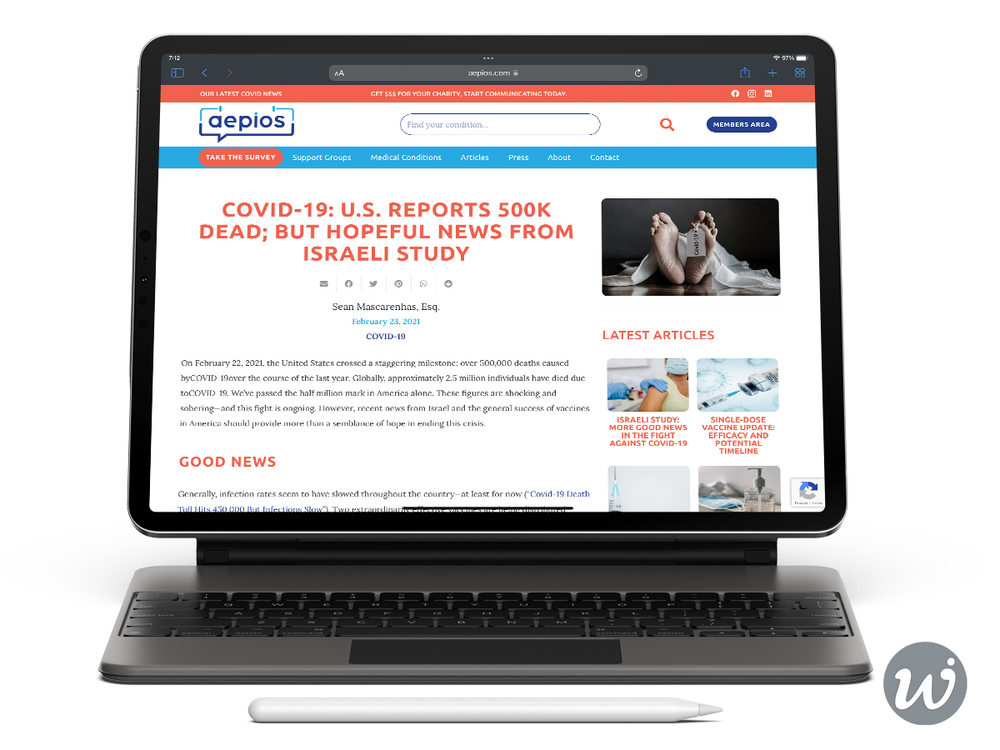 7:12
97%
AA
aepios.com
OUR LATEST COVID NEWS
GET $$$ FOR YOUR CHARITY, START COMMUNICATING TODAY.
aepios
Find your condition...
MEMBERS AREA
TAKE THE SURVEY
Support Groups
Medical Conditions
Articles
Press
About
Contact
COVID-19: U.S. REPORTS 500K
DEAD; BUT HOPEFUL NEWS FROM
ISRAELI STUDY
Sean Mascarenhas, Esq.
February 23, 2021
COVID-19
On February 22, 2021, the United States crossed a staggering milestone: over 500,000 deaths caused
byCOVID-19over the course of the last year. Globally, approximately 2.5 million individuals have died due
toCOVID-19. We've passed the half million mark in America alone. These figures are shocking and
sobering—and this fight is ongoing. However, recent news from Israel and the general success of vaccines
in America should provide more than a semblance of hope in ending this crisis.
GOOD NEWS
Generally, infection rates seem to have slowed throughout the country—at least for now ("Covid-19 Death
Toll Hits 450,000 But Infections Slow"). Two extraordinarily effective vaccines are being distributed
Covid-19
LATEST ARTICLES
ISRAELI STUDY:
MORE GOOD NEWS
IN THE FIGHT
AGAINST COVID-19
SINGLE-DOSE
VACCINE UPDATE:
EFFICACY AND
POTENTIAL
TIMELINE
wi